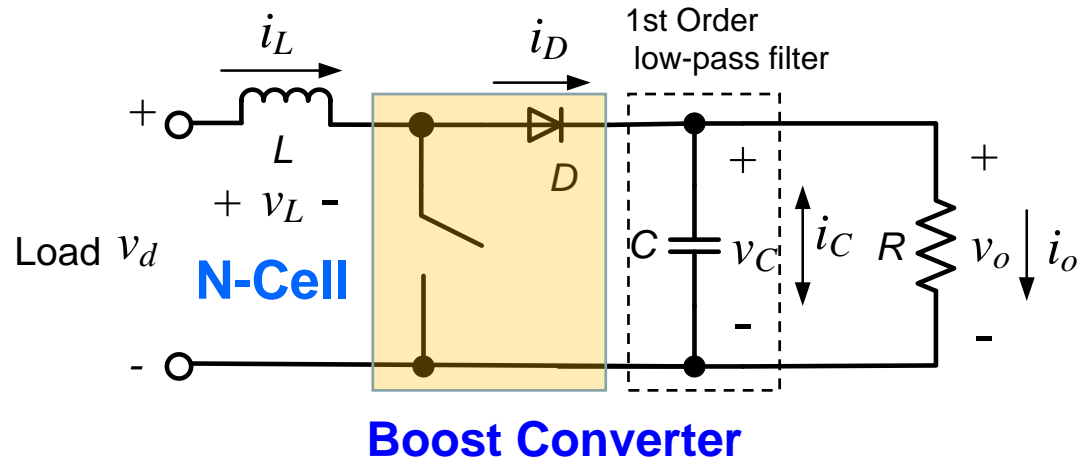 i_L
i_D
1st Order
low-pass filter
+
L
D
+ v_L -
+
+
Load v_d
N-Cell
C
v_C
i_C
R
v_o
i_o
-
-
-
Boost Converter